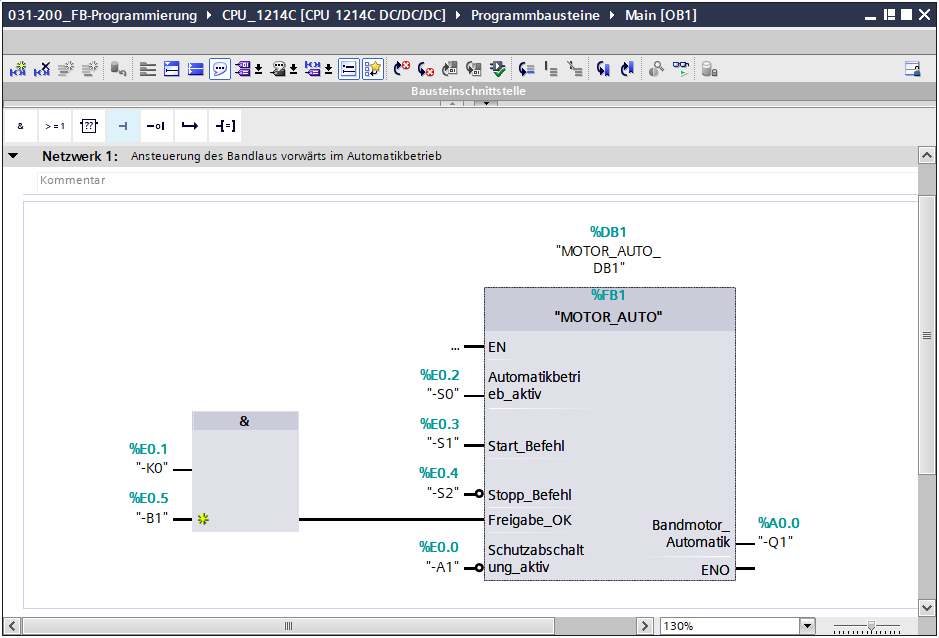 031-200_FB-Programmierung ▸ CPU_1214C [CPU 1214C DC/DC/DC] ▸ Programmbausteine ▸ Main [OB1]
Bausteinschnittstelle
& >=1 ?? -[=]
Netzwerk 1: Ansteuerung des Bandlaus vorwärts im Automatikbetrieb
Kommentar
%DB1
"MOTOR_AUTO_
DB1"
%FB1
"MOTOR_AUTO"
... EN
%E0.2
"-S0"
Automatikbetri
eb_aktiv
%E0.3
"-S1"
Start_Befehl
%E0.4
"-S2"
Stopp_Befehl
&
%E0.1
"-K0"
%E0.5
"-B1"
Freigabe_OK
%E0.0
"-A1"
Schutzabschalt
ung_aktiv
Bandmotor_
Automatik
%A0.0
"-Q1"
ENO
130%